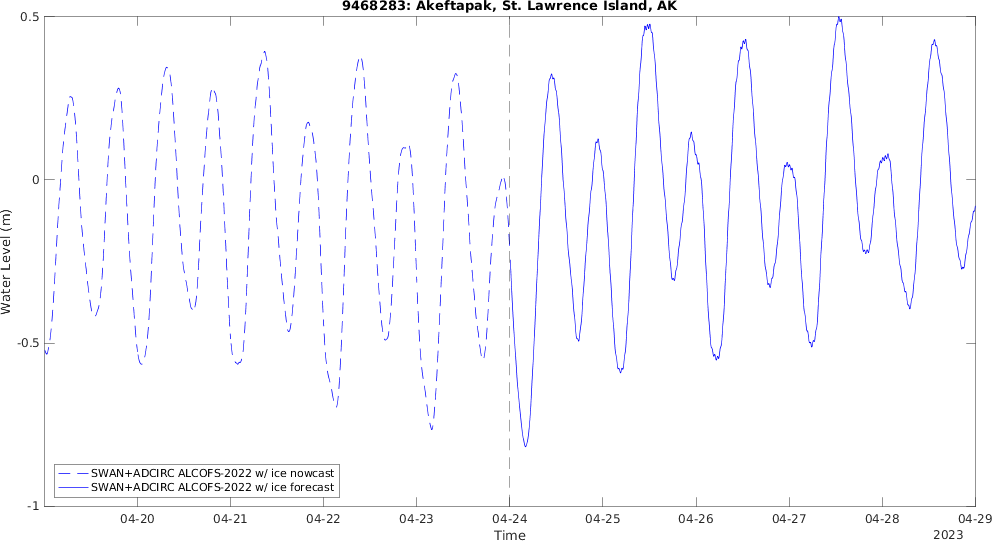 9468283: Akeftapak, St. Lawrence Island, AK
0.5
0
-0.5
-1
Water Level (m)
SWAN+ADCIRC ALCOFS-2022 w/ ice nowcast
SWAN+ADCIRC ALCOFS-2022 w/ ice forecast
04-20 04-21 04-22 04-23 04-24 04-25 04-26 04-27 04-28 04-29
Time
2023